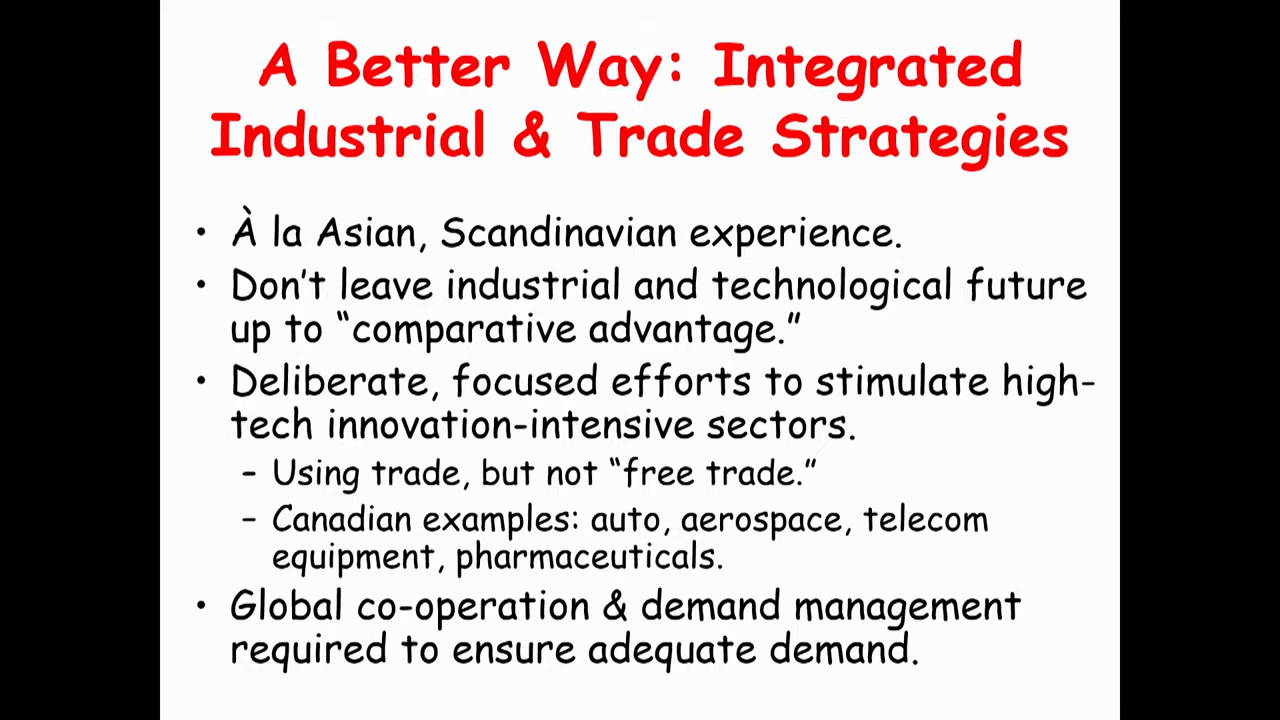 A Better Way: Integrated
Industrial & Trade Strategies
• À la Asian, Scandinavian experience.
• Don’t leave industrial and technological future
up to “comparative advantage.”
• Deliberate, focused efforts to stimulate high-
tech innovation-intensive sectors.
– Using trade, but not “free trade.”
– Canadian examples: auto, aerospace, telecom
equipment, pharmaceuticals.
• Global co-operation & demand management
required to ensure adequate demand.